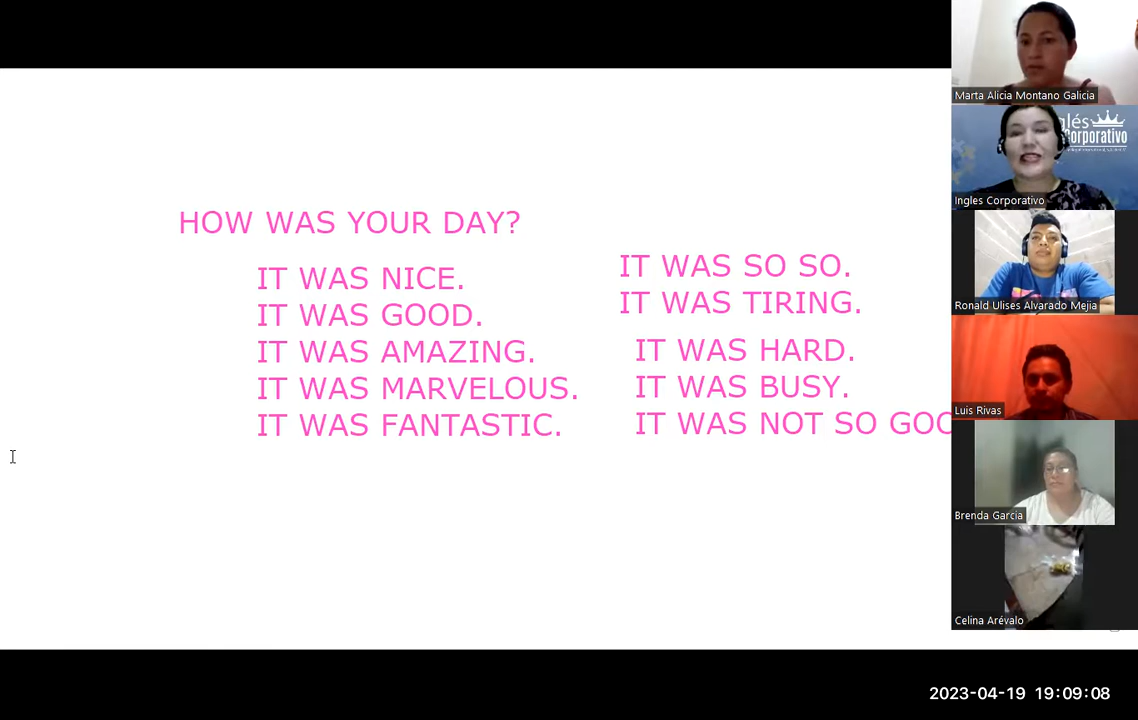 HOW WAS YOUR DAY?
IT WAS NICE.
IT WAS GOOD.
IT WAS AMAZING.
IT WAS MARVELOUS.
IT WAS FANTASTIC.
IT WAS SO SO.
IT WAS TIRING.
IT WAS HARD.
IT WAS BUSY.
IT WAS NOT SO GOO
Marta Alicia Montano Galicia
glés
Corporativo
Ingles Corporativo
Ronald Ulises Alvarado Mejia
Luis Rivas
Brenda Garcia
Celina Arévalo
2023-04-19 19:09:08